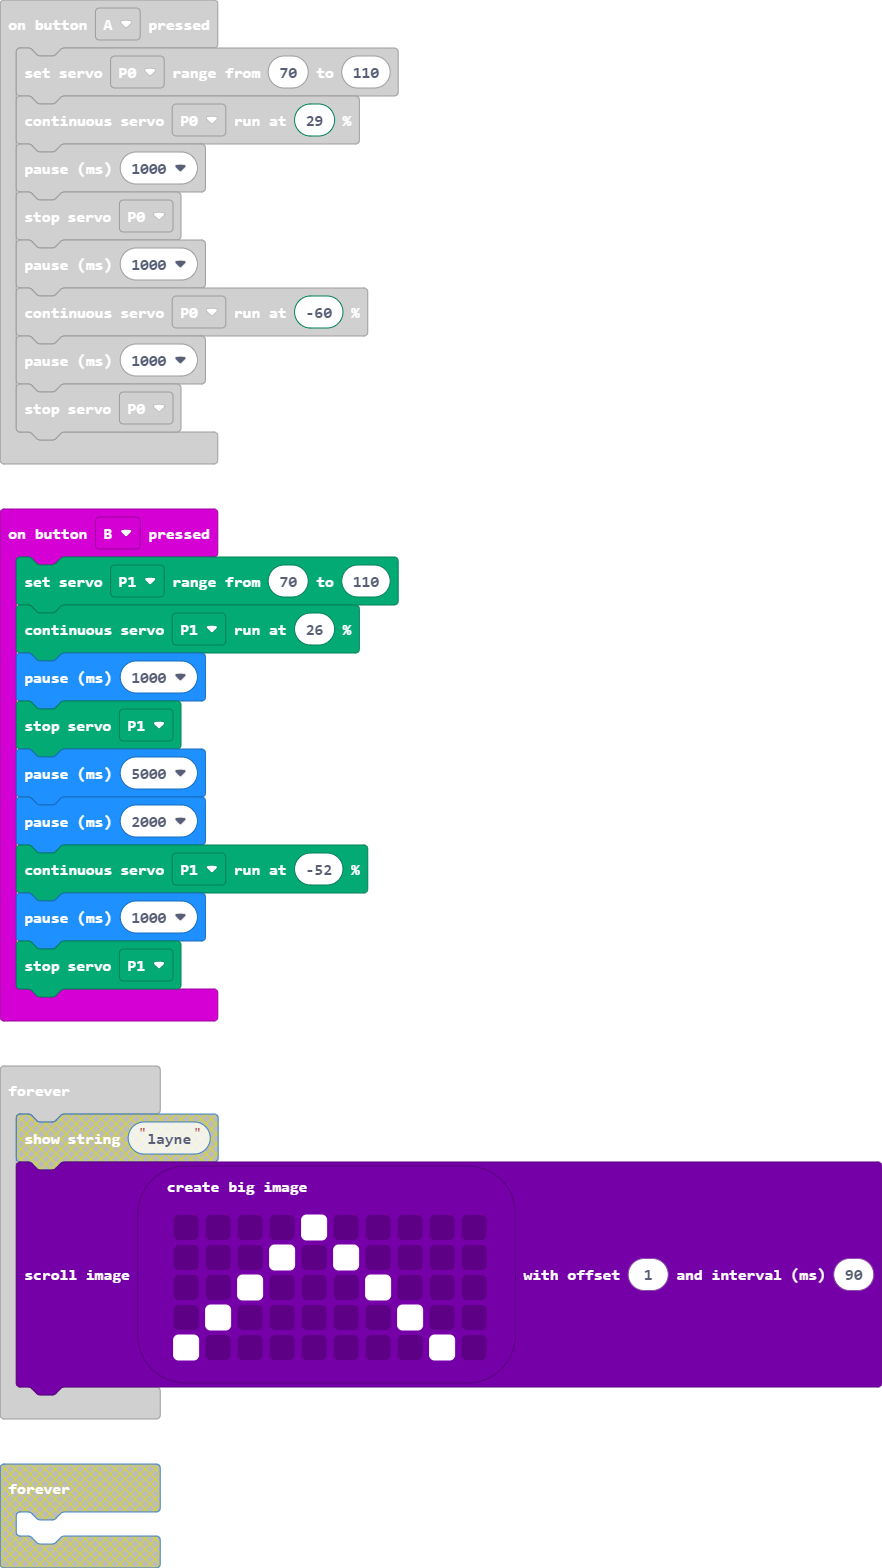 on button A pressed
set servo P0 range from 70 to 110
continuous servo P0 run at 29 %
pause (ms) 1000
stop servo P0
pause (ms) 1000
continuous servo P0 run at -60 %
pause (ms) 1000
stop servo P0
on button B pressed
set servo P1 range from 70 to 110
continuous servo P1 run at 26 %
pause (ms) 1000
stop servo P1
pause (ms) 5000
pause (ms) 2000
continuous servo P1 run at -52 %
pause (ms) 1000
stop servo P1
forever
show string "layne"
create big image
scroll image with offset 1 and interval (ms) 90
forever